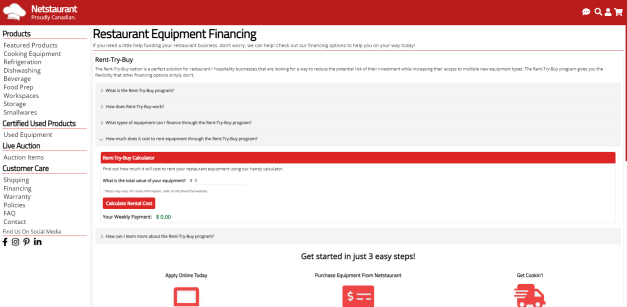 Netstaurant
Proudly Canadian.
Products
Featured Products
Cooking Equipment
Refrigeration
Dishwashing
Beverage
Food Prep
Workspaces
Storage
Smallwares
Certified Used Products
Used Equipment
Live Auction
Auction Items
Customer Care
Shipping
Financing
Warranty
Policies
FAQ
Contact
Find Us On Social Media
Restaurant Equipment Financing
If you need a little help funding your restaurant business, don't worry, we can help! Check out our financing options to help you on your way today!
Rent-Try-Buy
The Rent-Try-Buy option is a perfect solution for restaurant / hospitality businesses that are looking for a way to reduce the potential risk of their investment while increasing their access to multiple new equipment types. The Rent-Try-Buy program gives you the
flexibility that other financing options simply don't.
What is the Rent-Try-Buy program?
How does Rent-Try-Buy work?
What types of equipment can I finance through the Rent-Try-Buy program?
How much does it cost to rent equipment through the Rent-Try-Buy program?
Rent-Try-Buy Calculator
Find out how much it will cost to rent your restaurant equipment using our handy calculator.
What is the total value of your equipment? $ 0
* Rates may vary. For more information, refer to the SilverChef website.
Calculate Rental Cost
Your Weekly Payment: $ 0.00
How can I learn more about the Rent-Try-Buy program?
Get started in just 3 easy steps!
Apply Online Today
Purchase Equipment From Netstaurant
Get Cookin'!